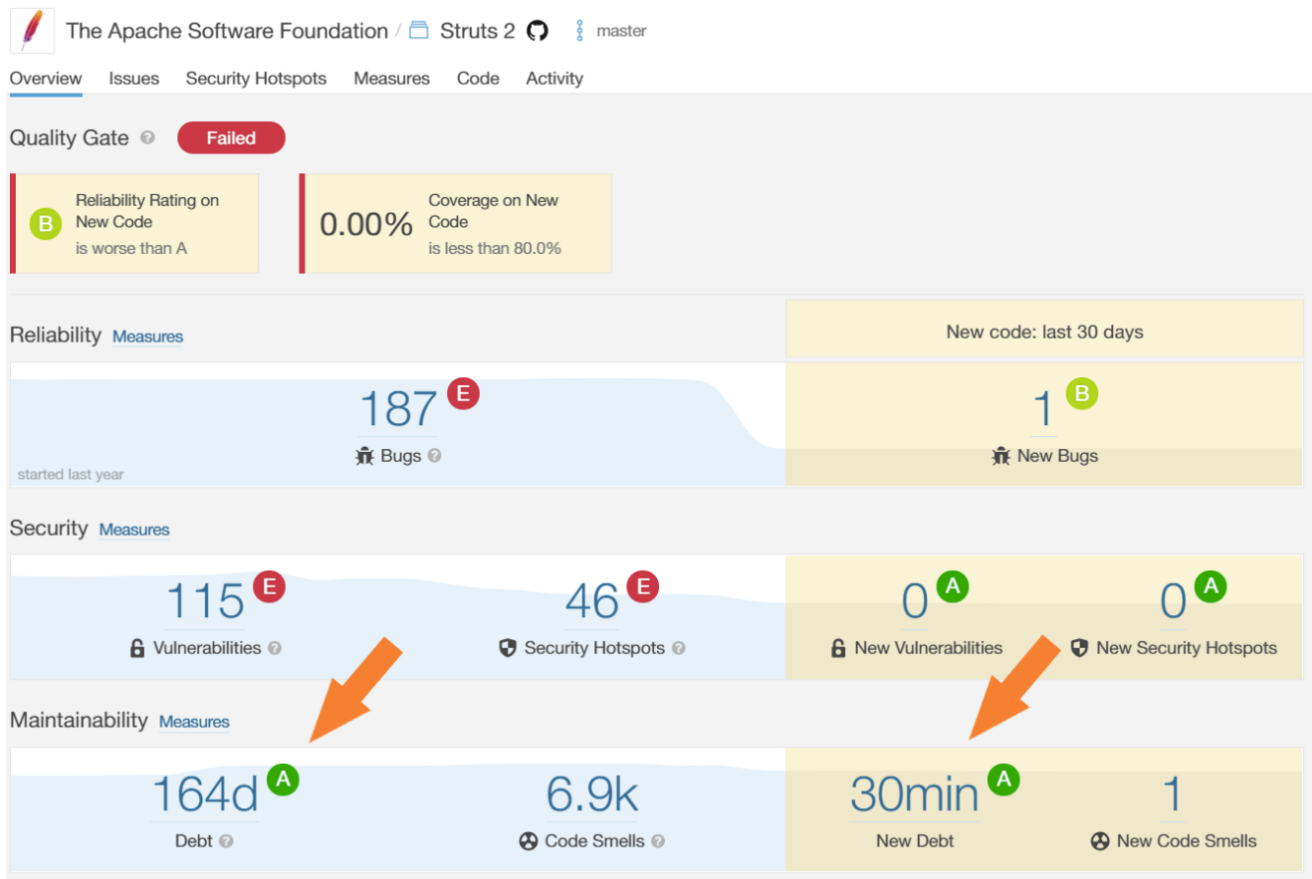 The Apache Software Foundation / Struts 2 master
Overview Issues Security Hotspots Measures Code Activity
Quality Gate ? Failed
B
Reliability Rating on
New Code
is worse than A
0.00%
Coverage on New
Code
is less than 80.0%
Reliability Measures
New code: last 30 days
187 E
Bugs ?
started last year
1 B
New Bugs
Security Measures
115 E
Vulnerabilities ?
46 E
Security Hotspots ?
0 A
New Vulnerabilities
0 A
New Security Hotspots
Maintainability Measures
164d A
Debt ?
6.9k
Code Smells ?
30min A
New Debt
1
New Code Smells